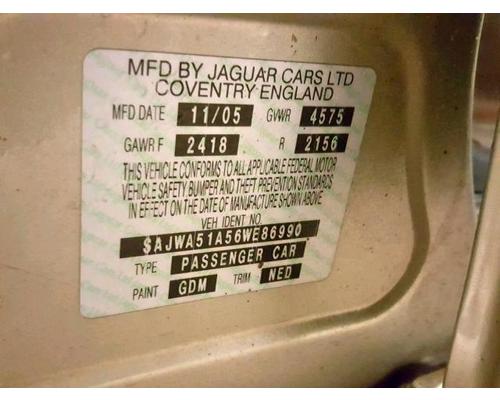 MFD BY JAGUAR CARS LTD
COVENTRY ENGLAND
MFD.DATE 11/05 GVWR 4575
GAWR F 2418 R 2156
THIS VEHICLE CONFORMS TO ALL APPLICABLE FEDERAL MOTOR
VEHICLE SAFETY BUMPER AND THEFT PREVENTION STANDARDS
IN EFFECT ON THE DATE OF MANUFACTURE SHOWN ABOVE.
VEH IDENT NO.
SAJWA51A56WE86990
TYPE PASSENGER CAR
PAINT GDM TRIM NED